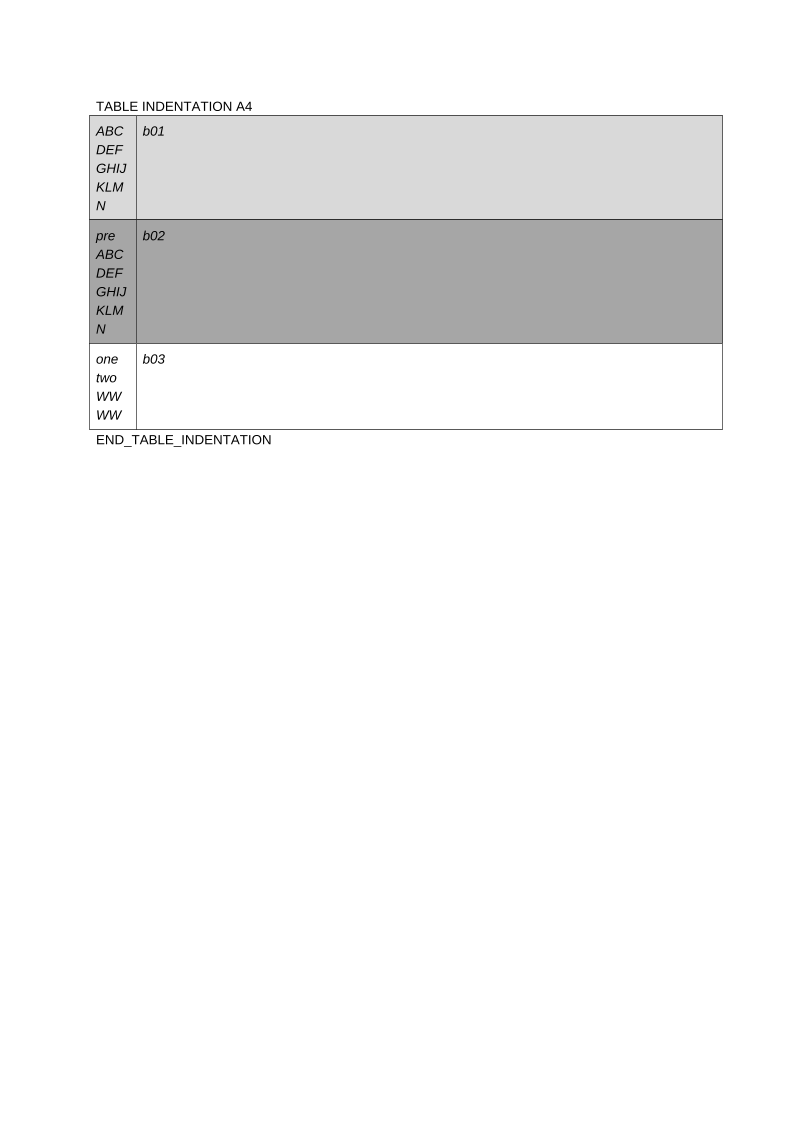 TABLE INDENTATION A4
ABC b01
DEF
GHIJ
KLM
N
pre b02
ABC
DEF
GHIJ
KLM
N
one b03
two
WW
WW
END_TABLE_INDENTATION